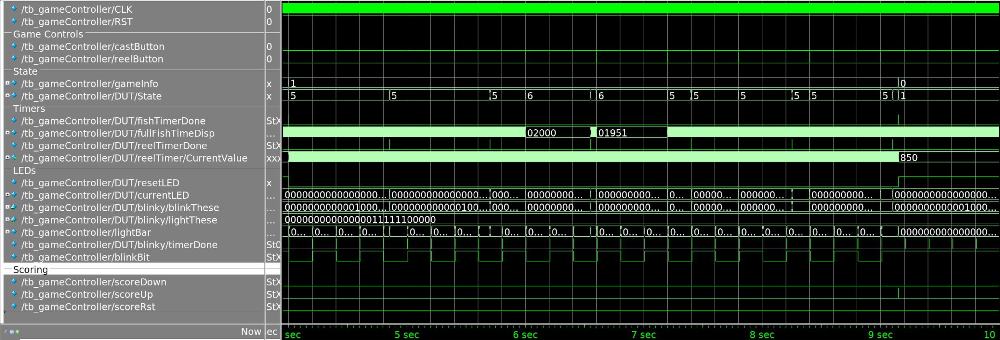 /tb_gameController/CLK 0
/tb_gameController/RST 0
Game Controls
/tb_gameController/castButton 0
/tb_gameController/reelButton 0
State
/tb_gameController/gameInfo x 1 0
/tb_gameController/DUT/State x 5 5 5 6 6 5 5 5 5 5 5 1
Timers
/tb_gameController/DUT/fishTimerDone StX
/tb_gameController/DUT/fullFishTimeDisp ... 02000 01951
/tb_gameController/DUT/reelTimerDone StX
/tb_gameController/DUT/reelTimer/CurrentValue xxx 850
LEDs
/tb_gameController/DUT/resetLED x
/tb_gameController/DUT/currentLED ... 0000000000000000... 000000000000000... 000... 00000000... 000000000... 0... 00000... 000000... 000000000... 0000000000000000...
/tb_gameController/DUT/blinky/blinkThese ... 0000000000001000... 000000000000100... 000... 00000000... 000000000... 0... 00000... 000000... 000000000... 0000000000001000...
/tb_gameController/DUT/blinky/lightThese ... 00000000000000011111100000
/tb_gameController/lightBar ... 0... 0... 0... 0... 0... 0... 0... 0... 0... 0... 0... 0... 0... 0... 0... 0... 0... 0... 0... 0... 0... 0... 000000000000000...
/tb_gameController/DUT/blinky/timerDone St0
/tb_gameController/blinkBit StX
Scoring
/tb_gameController/scoreDown StX
/tb_gameController/scoreUp StX
/tb_gameController/scoreRst StX
Now sec sec 5 sec 6 sec 7 sec 8 sec 9 sec 10